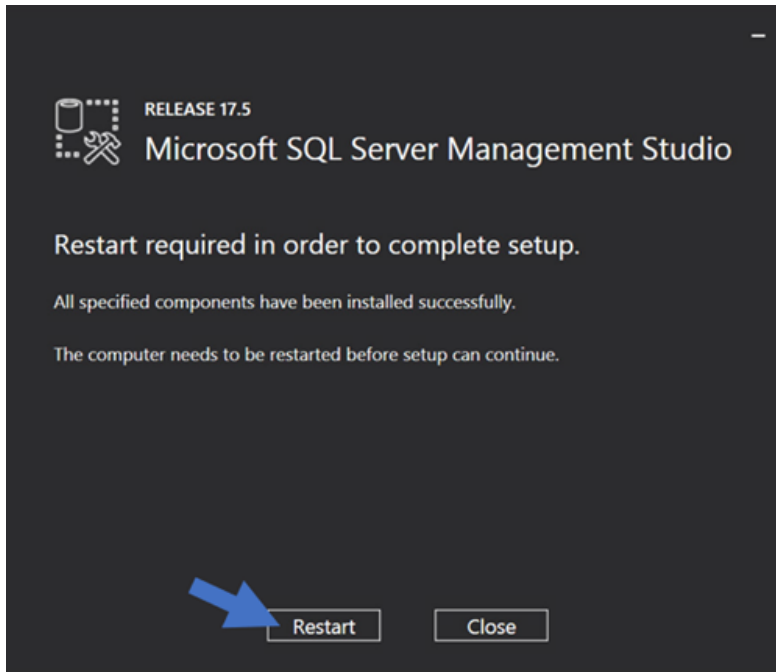 RELEASE 17.5
Microsoft SQL Server Management Studio
Restart required in order to complete setup.
All specified components have been installed successfully.
The computer needs to be restarted before setup can continue.
Restart Close